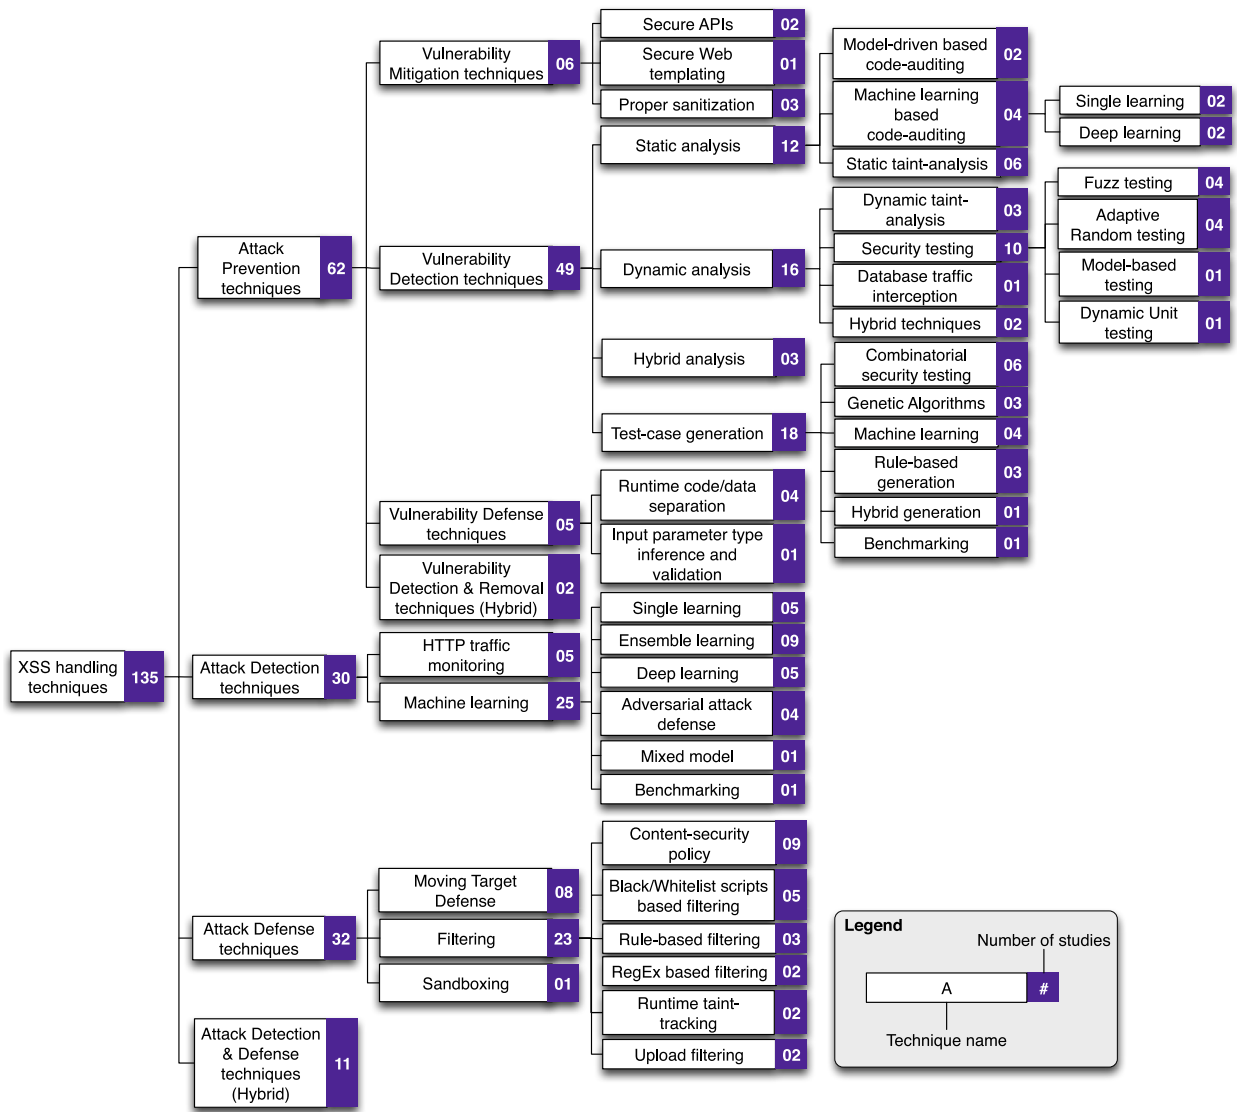 XSS handling
techniques
135
Attack
Prevention
techniques
62
Vulnerability
Mitigation techniques
06
Secure APIs
02
Secure Web
templating
01
Proper sanitization
03
Vulnerability
Detection techniques
49
Static analysis
12
Model-driven based
code-auditing
02
Machine learning
based
code-auditing
04
Single learning
02
Deep learning
02
Static taint-analysis
06
Dynamic analysis
16
Dynamic taint-
analysis
03
Security testing
10
Fuzz testing
04
Adaptive
Random testing
04
Model-based
testing
01
Dynamic Unit
testing
01
Database traffic
interception
01
Hybrid techniques
02
Hybrid analysis
03
Test-case generation
18
Combinatorial
security testing
06
Genetic Algorithms
03
Machine learning
04
Rule-based
generation
03
Hybrid generation
01
Benchmarking
01
Vulnerability Defense
techniques
05
Runtime code/data
separation
04
Input parameter type
inference and
validation
01
Vulnerability
Detection & Removal
techniques (Hybrid)
02
Attack Detection
techniques
30
HTTP traffic
monitoring
05
Machine learning
25
Single learning
05
Ensemble learning
09
Deep learning
05
Adversarial attack
defense
04
Mixed model
01
Benchmarking
01
Attack Defense
techniques
32
Moving Target
Defense
08
Filtering
23
Content-security
policy
09
Black/Whitelist scripts
based filtering
05
Rule-based filtering
03
RegEx based filtering
02
Runtime taint-
tracking
02
Upload filtering
02
Sandboxing
01
Attack Detection
& Defense
techniques
(Hybrid)
11
Legend
Number of studies
A
#
Technique name